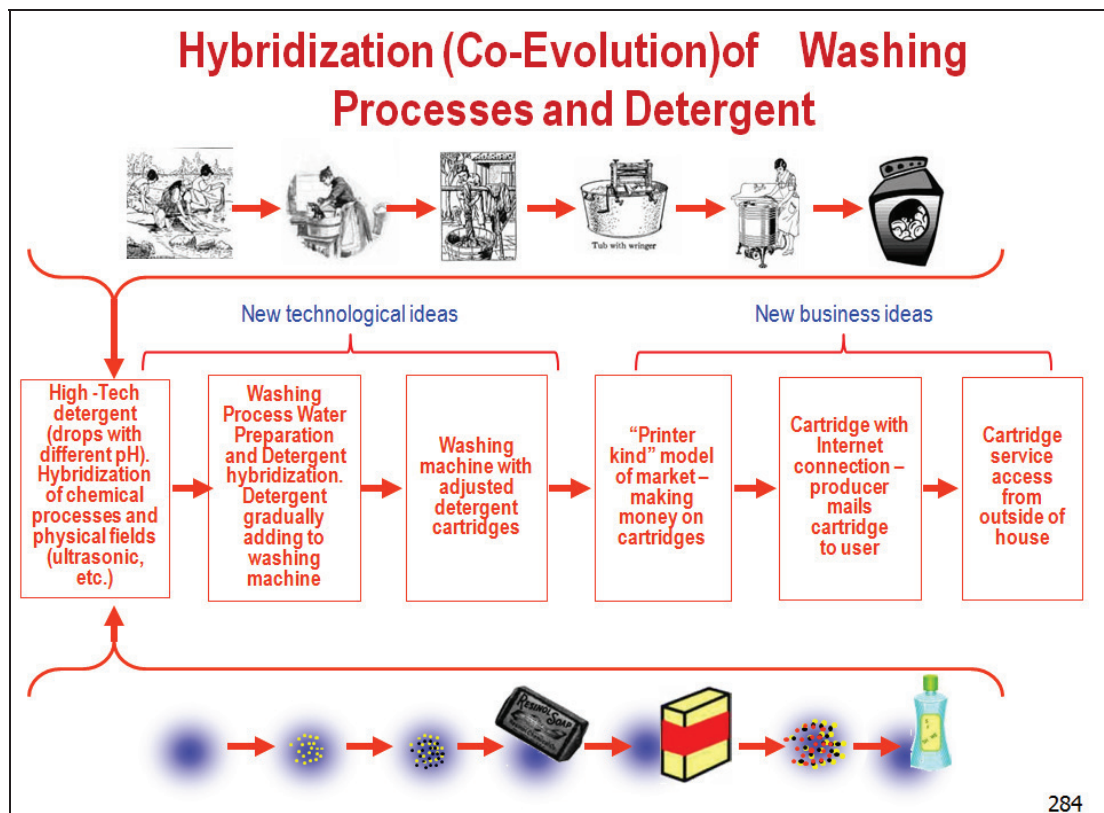 Hybridization (Co-Evolution)of Washing
Processes and Detergent
Tub with wringer
New technological ideas
New business ideas
High -Tech
detergent
(drops with
different pH).
Hybridization
of chemical
processes and
physical fields
(ultrasonic,
etc.)
Washing
Process Water
Preparation
and Detergent
hybridization.
Detergent
gradually
adding to
washing
machine
Washing
machine with
adjusted
detergent
cartridges
“Printer
kind” model
of market –
making
money on
cartridges
Cartridge with
Internet
connection –
producer
mails
cartridge
to user
Cartridge
service
access
from
outside of
house
RESINOL SOAP
284